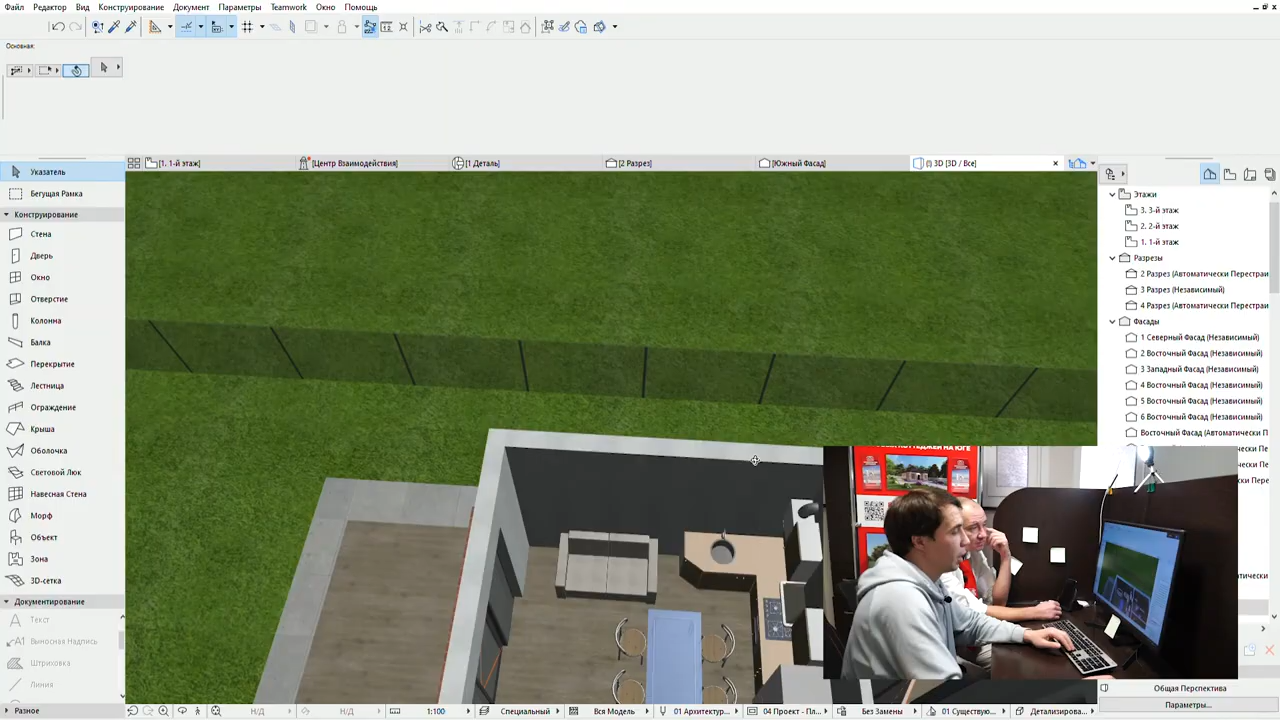 Файл Редактор Вид Конструирование Документ Параметры Teamwork Окно Помощь
Основная:
[1. 1-й этаж]
[Центр Взаимодействия]
[1 Деталь]
[2 Разрез]
[Южный Фасад]
(!) 3D [3D / Все]
Указатель
Бегущая Рамка
Конструирование
Стена
Дверь
Окно
Отверстие
Колонна
Балка
Перекрытие
Лестница
Ограждение
Крыша
Оболочка
Световой Люк
Навесная Стена
Морф
Объект
Зона
3D-сетка
Документирование
Текст
Выносная Надпись
Штриховка
Линия
Разное
Этажи
3. 3-й этаж
2. 2-й этаж
1. 1-й этаж
Разрезы
2 Разрез (Автоматически Перестраи
3 Разрез (Независимый)
4 Разрез (Автоматически Перестраи
Фасады
1 Северный Фасад (Независимый)
2 Восточный Фасад (Независимый)
3 Западный Фасад (Независимый)
4 Восточный Фасад (Независимый)
5 Восточный Фасад (Независимый)
6 Восточный Фасад (Независимый)
Восточный Фасад (Автоматически П
Общая Перспектива
Параметры...
Н/Д
Н/Д
1:100
Специальный
Вся Модель
01 Архитектур...
04 Проект - Пл...
Без Замены
01 Существую...
Детализирова...